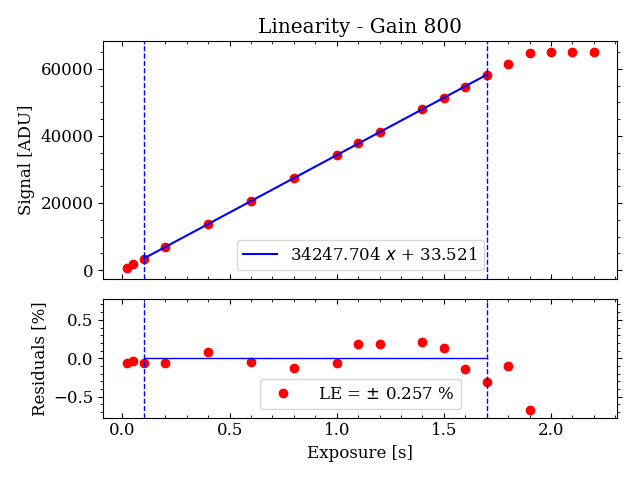 Linearity - Gain 800
Signal [ADU]
60000
40000
20000
0
34247.704 x + 33.521
Residuals [%]
0.5
0.0
−0.5
LE = ± 0.257 %
0.0 0.5 1.0 1.5 2.0
Exposure [s]